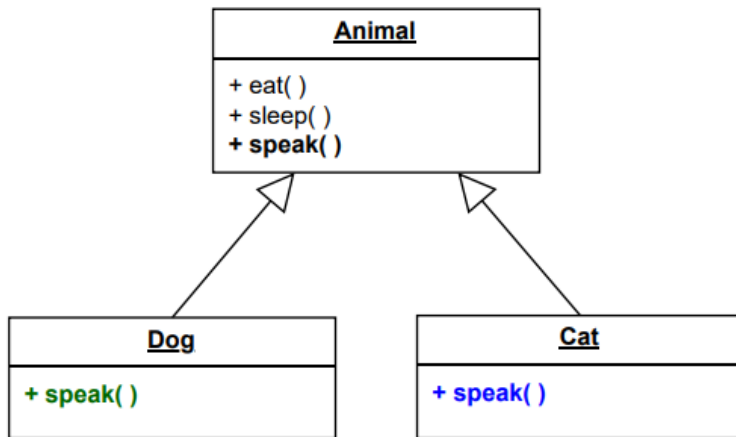 Animal
+ eat( )
+ sleep( )
+ speak( )
Dog
+ speak( )
Cat
+ speak( )